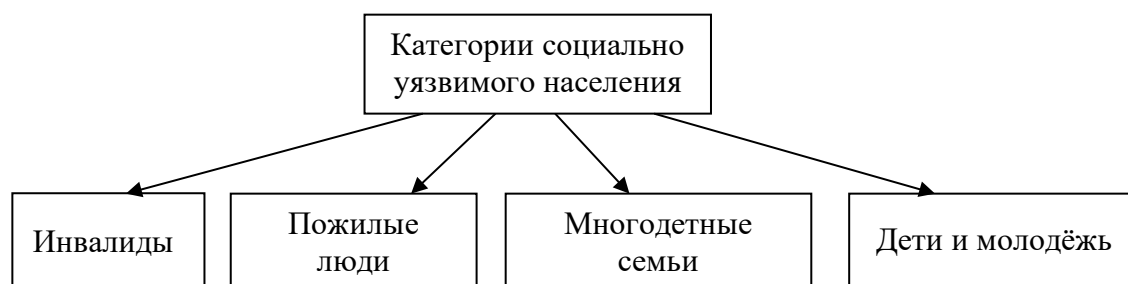 Категории социально
уязвимого населения
Инвалиды
Пожилые
люди
Многодетные
семьи
Дети и молодёжь